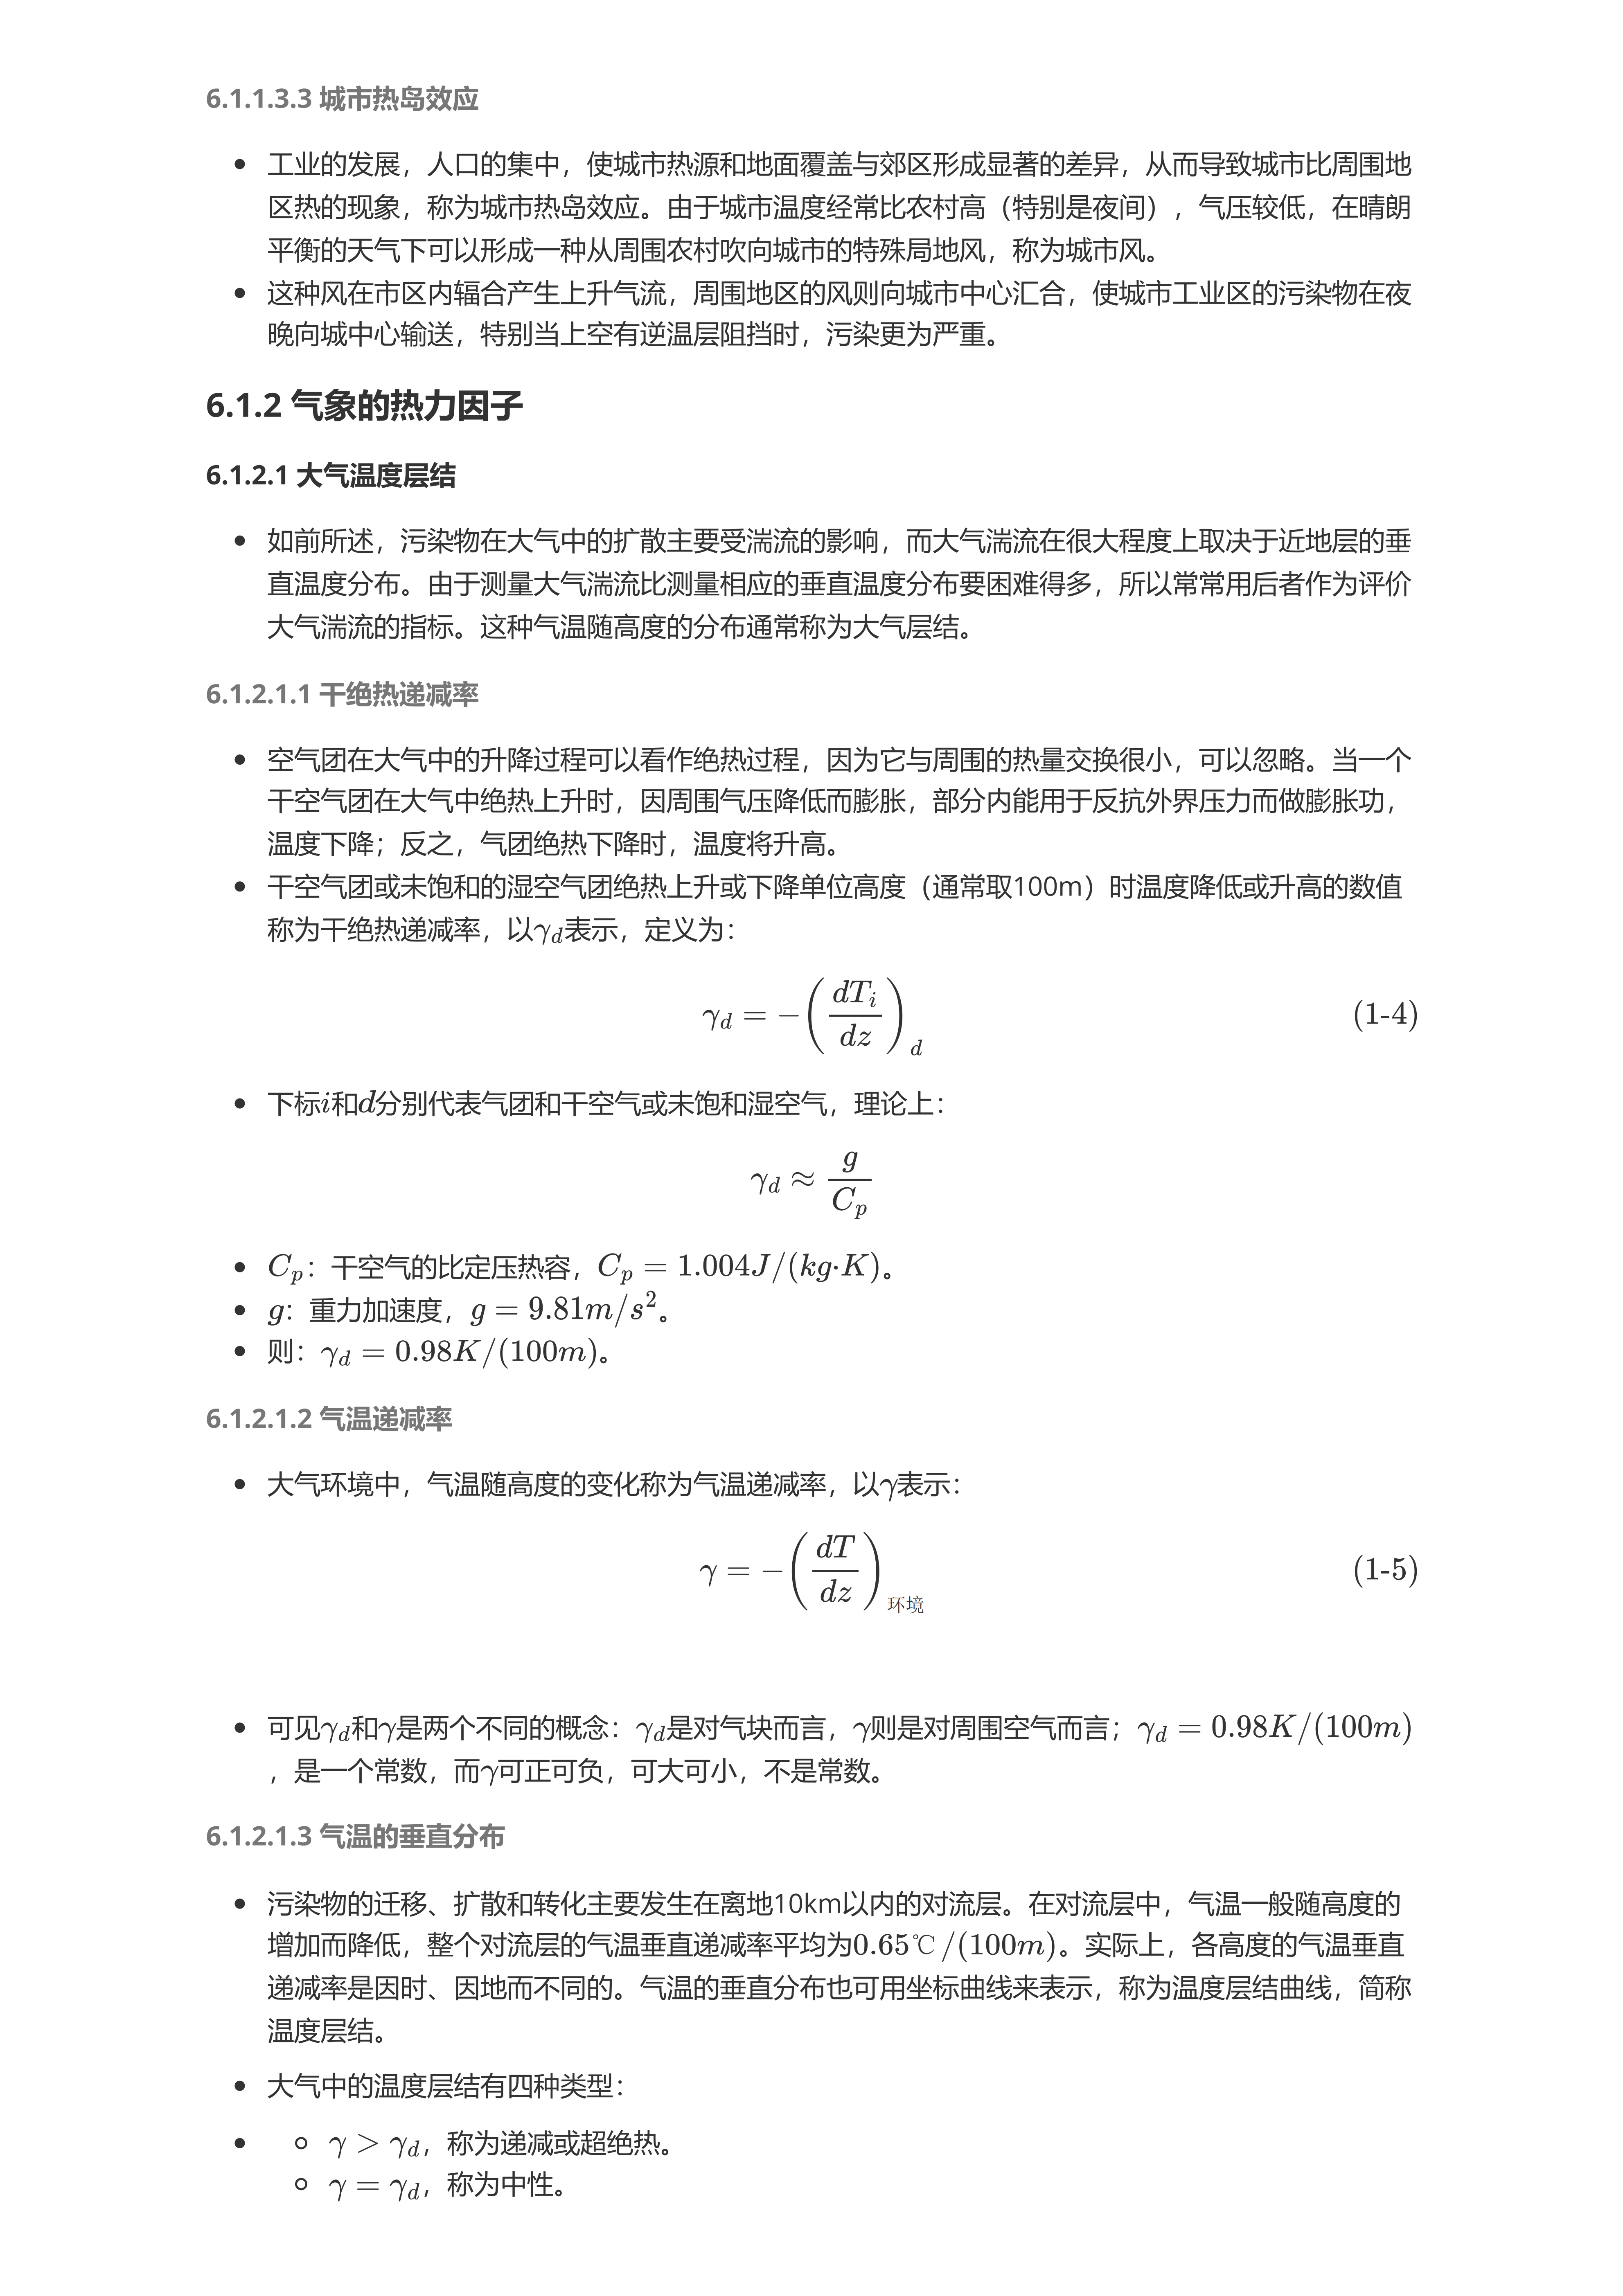 6.1.1.3.3 城市热岛效应
工业的发展，人口的集中，使城市热源和地面覆盖与郊区形成显著的差异，从而导致城市比周围地
区热的现象，称为城市热岛效应。由于城市温度经常比农村高（特别是夜间），气压较低，在晴朗
平衡的天气下可以形成一种从周围农村吹向城市的特殊局地风，称为城市风。
这种风在市区内辐合产生上升气流，周围地区的风则向城市中心汇合，使城市工业区的污染物在夜
晚向城中心输送，特别当上空有逆温层阻挡时，污染更为严重。
6.1.2 气象的热力因子
6.1.2.1 大气温度层结
如前所述，污染物在大气中的扩散主要受湍流的影响，而大气湍流在很大程度上取决于近地层的垂
直温度分布。由于测量大气湍流比测量相应的垂直温度分布要困难得多，所以常常用后者作为评价
大气湍流的指标。这种气温随高度的分布通常称为大气层结。
6.1.2.1.1 干绝热递减率
空气团在大气中的升降过程可以看作绝热过程，因为它与周围的热量交换很小，可以忽略。当一个
干空气团在大气中绝热上升时，因周围气压降低而膨胀，部分内能用于反抗外界压力而做膨胀功，
温度下降；反之，气团绝热下降时，温度将升高。
干空气团或未饱和的湿空气团绝热上升或下降单位高度（通常取100m）时温度降低或升高的数值
称为干绝热递减率，以γ_d表示，定义为：
γ_d = −(dT_i/dz)_d (1-4)
下标i和d分别代表气团和干空气或未饱和湿空气，理论上：
γ_d ≈ g/C_p
C_p：干空气的比定压热容，C_p = 1.004J/(kg·K)。
g：重力加速度，g = 9.81m/s²。
则：γ_d = 0.98K/(100m)。
6.1.2.1.2 气温递减率
大气环境中，气温随高度的变化称为气温递减率，以γ表示：
γ = −(dT/dz)_环境 (1-5)
可见γ_d和γ是两个不同的概念：γ_d是对气块而言，γ则是对周围空气而言；γ_d = 0.98K/(100m)
，是一个常数，而γ可正可负，可大可小，不是常数。
6.1.2.1.3 气温的垂直分布
污染物的迁移、扩散和转化主要发生在离地10km以内的对流层。在对流层中，气温一般随高度的
增加而降低，整个对流层的气温垂直递减率平均为0.65℃/(100m)。实际上，各高度的气温垂直
递减率是因时、因地而不同的。气温的垂直分布也可用坐标曲线来表示，称为温度层结曲线，简称
温度层结。
大气中的温度层结有四种类型：
γ > γ_d，称为递减或超绝热。
γ = γ_d，称为中性。